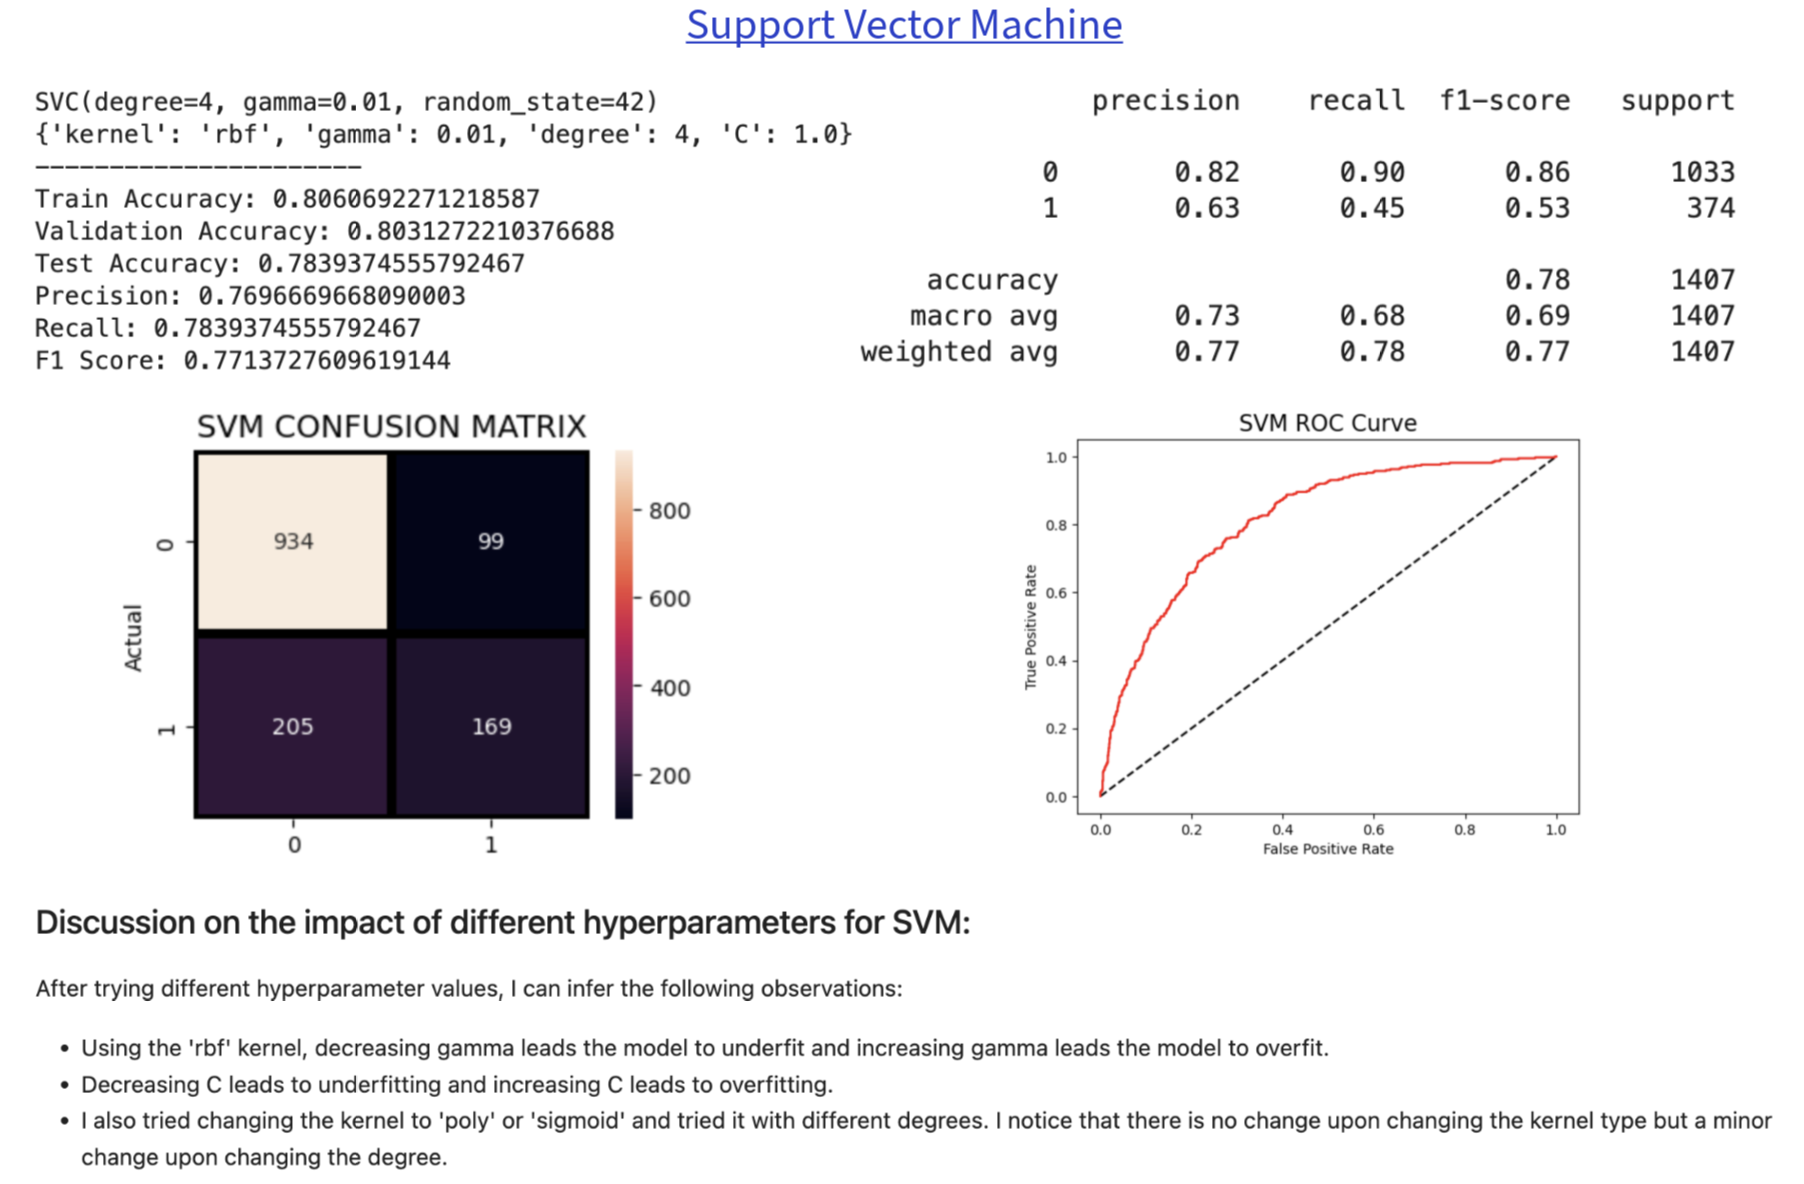 Support Vector Machine
SVC(degree=4, gamma=0.01, random_state=42)
{'kernel': 'rbf', 'gamma': 0.01, 'degree': 4, 'C': 1.0}
----------------------
Train Accuracy: 0.8060692271218587
Validation Accuracy: 0.8031272210376688
Test Accuracy: 0.7839374555792467
Precision: 0.7696669668090003
Recall: 0.7839374555792467
F1 Score: 0.7713727609619144
precision recall f1-score support
0 0.82 0.90 0.86 1033
1 0.63 0.45 0.53 374
accuracy 0.78 1407
macro avg 0.73 0.68 0.69 1407
weighted avg 0.77 0.78 0.77 1407
SVM CONFUSION MATRIX
934 99
205 169
0
1
Actual
0 1
800
600
400
200
SVM ROC Curve
1.0
0.8
0.6
0.4
0.2
0.0
True Positive Rate
0.0 0.2 0.4 0.6 0.8 1.0
False Positive Rate
Discussion on the impact of different hyperparameters for SVM:
After trying different hyperparameter values, I can infer the following observations:
• Using the 'rbf' kernel, decreasing gamma leads the model to underfit and increasing gamma leads the model to overfit.
• Decreasing C leads to underfitting and increasing C leads to overfitting.
• I also tried changing the kernel to 'poly' or 'sigmoid' and tried it with different degrees. I notice that there is no change upon changing the kernel type but a minor
change upon changing the degree.